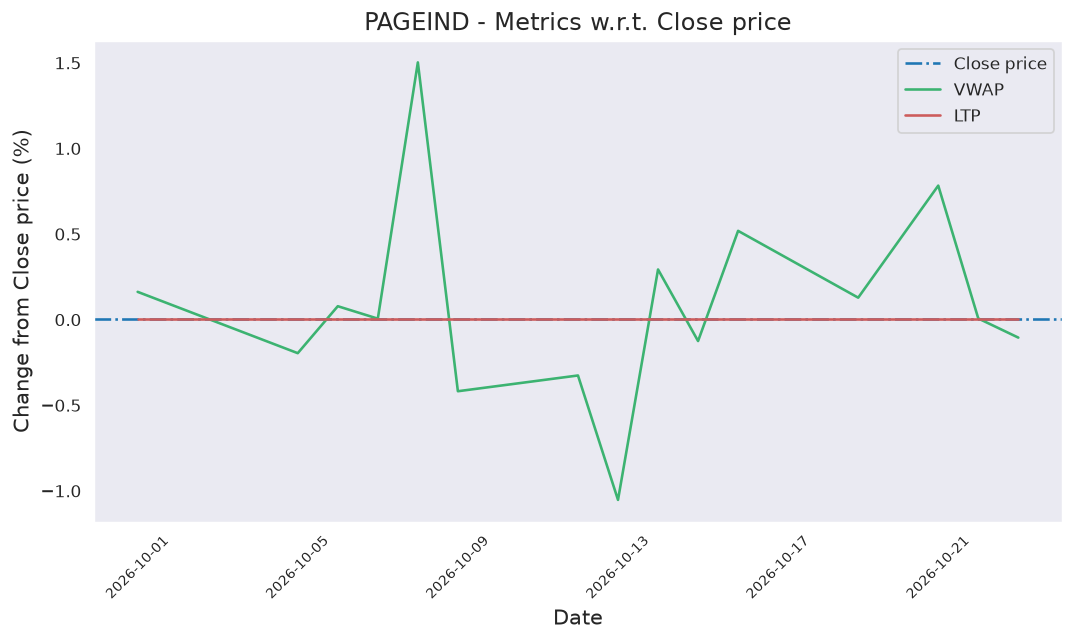 PAGEIND - Metrics w.r.t. Close price
Close price
VWAP
LTP
Change from Close price (%)
1.5
1.0
0.5
0.0
−0.5
−1.0
2026-10-01
2026-10-05
2026-10-09
2026-10-13
2026-10-17
2026-10-21
Date